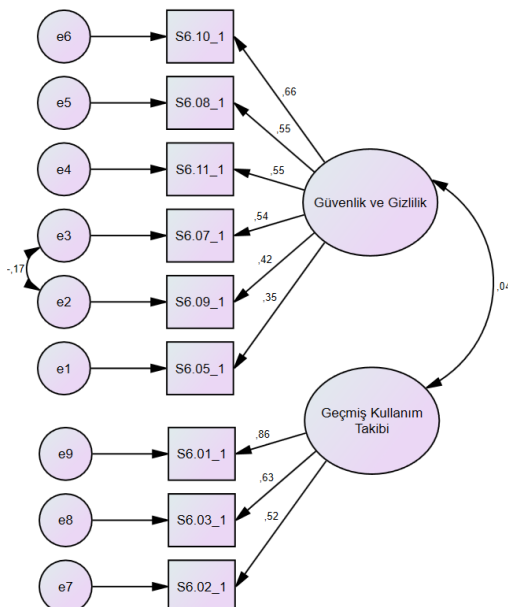 e6
S6.10_1
,66
e5
S6.08_1
,55
e4
S6.11_1
,55
Güvenlik ve Gizlilik
e3
S6.07_1
,54
-,17
e2
S6.09_1
,42
,04
e1
S6.05_1
,35
Geçmiş Kullanım
Takibi
e9
S6.01_1
,86
e8
S6.03_1
,63
e7
S6.02_1
,52